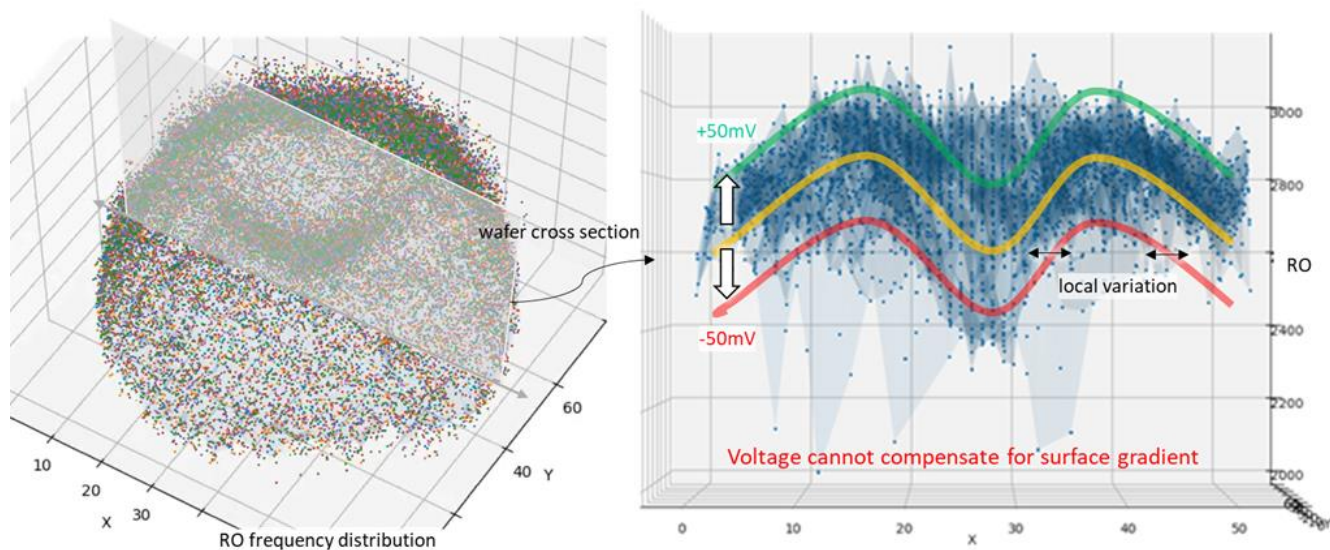 wafer cross section
10
20
30
X
40
60
Y
RO frequency distribution
+50mV
-50mV
local variation
Voltage cannot compensate for surface gradient
3000
2800
RO
2400
2200
2000
0
10
20
30
40
50
X